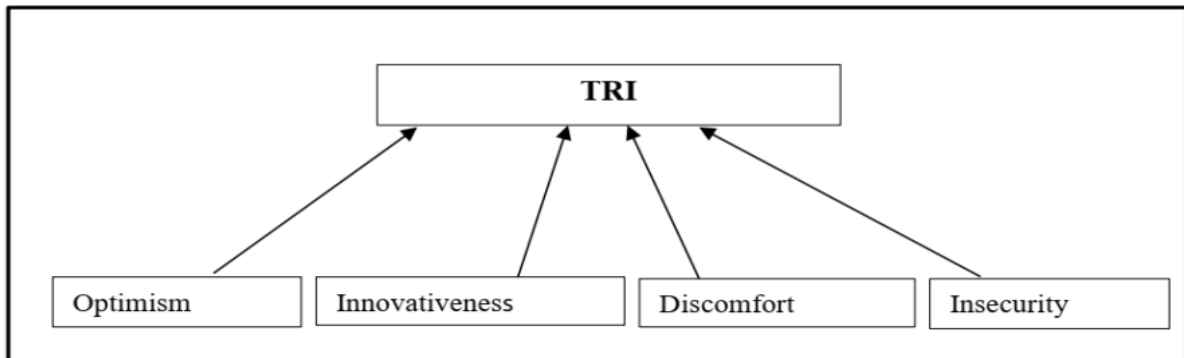 TRI
Optimism
Innovativeness
Discomfort
Insecurity